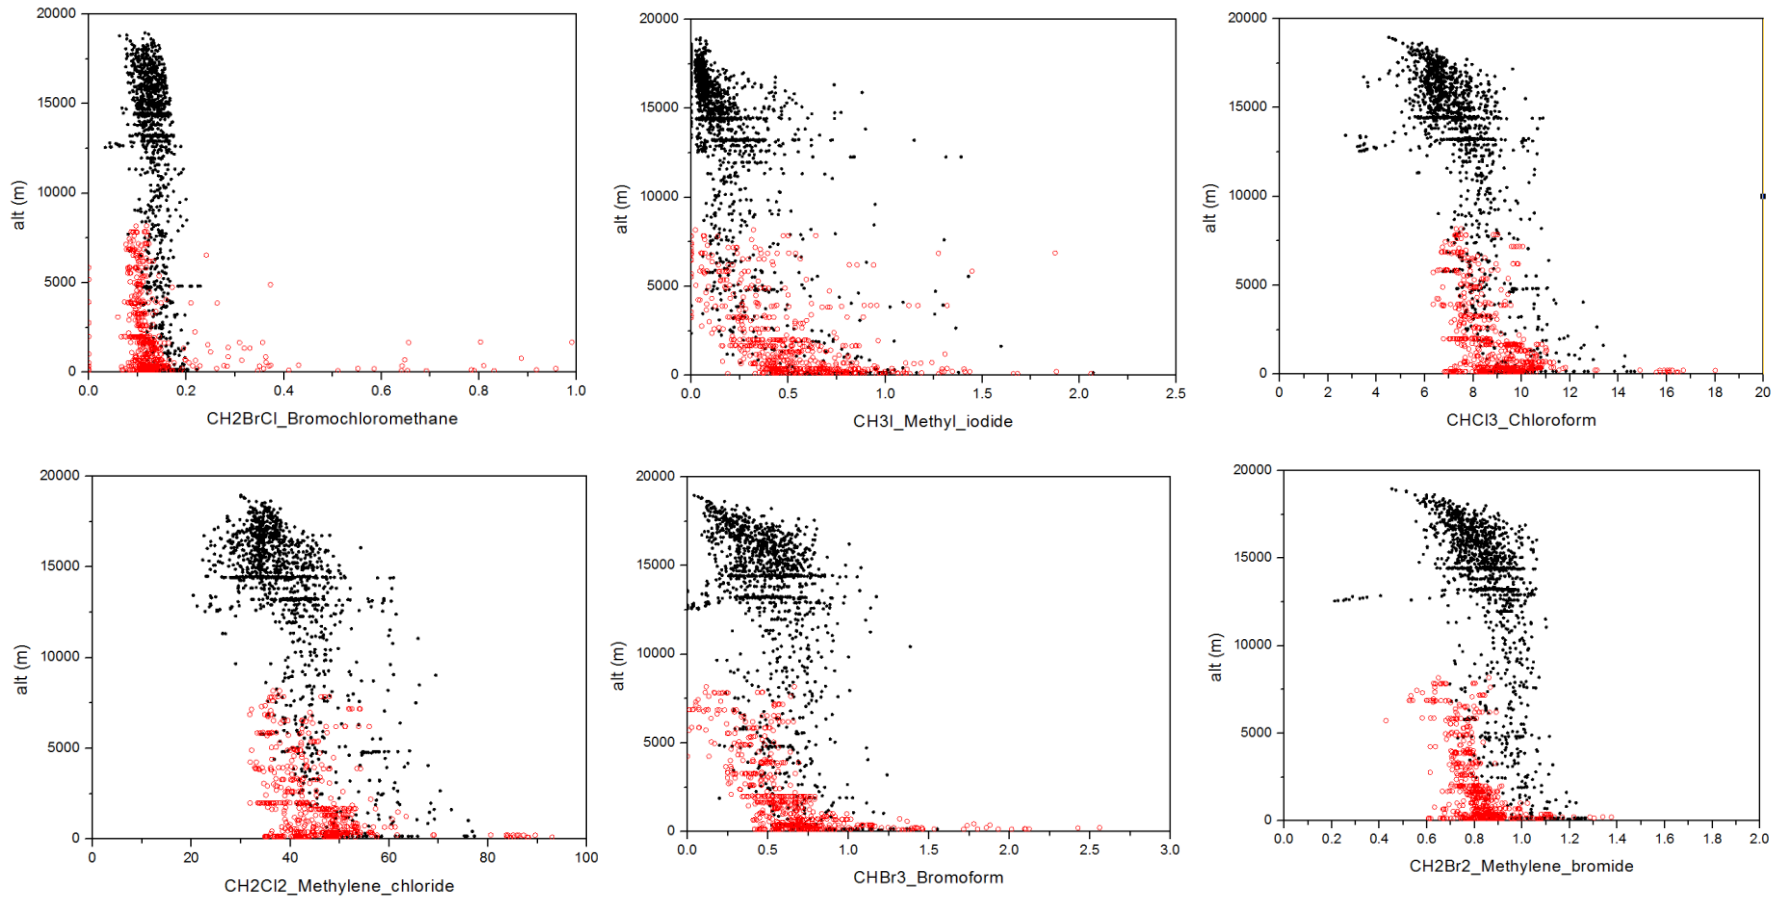 20000
15000
10000
5000
0
alt (m)
0.0 0.2 0.4 0.6 0.8 1.0
CH2BrCl_Bromochloromethane
20000
15000
10000
5000
0
alt (m)
0.0 0.5 1.0 1.5 2.0 2.5
CH3I_Methyl_iodide
20000
15000
10000
5000
0
alt (m)
0 2 4 6 8 10 12 14 16 18 20
CHCl3_Chloroform
20000
15000
10000
5000
0
alt (m)
0 20 40 60 80 100
CH2Cl2_Methylene_chloride
20000
15000
10000
5000
0
alt (m)
0.0 0.5 1.0 1.5 2.0 2.5 3.0
CHBr3_Bromoform
20000
15000
10000
5000
0
alt (m)
0.0 0.2 0.4 0.6 0.8 1.0 1.2 1.4 1.6 1.8 2.0
CH2Br2_Methylene_bromide